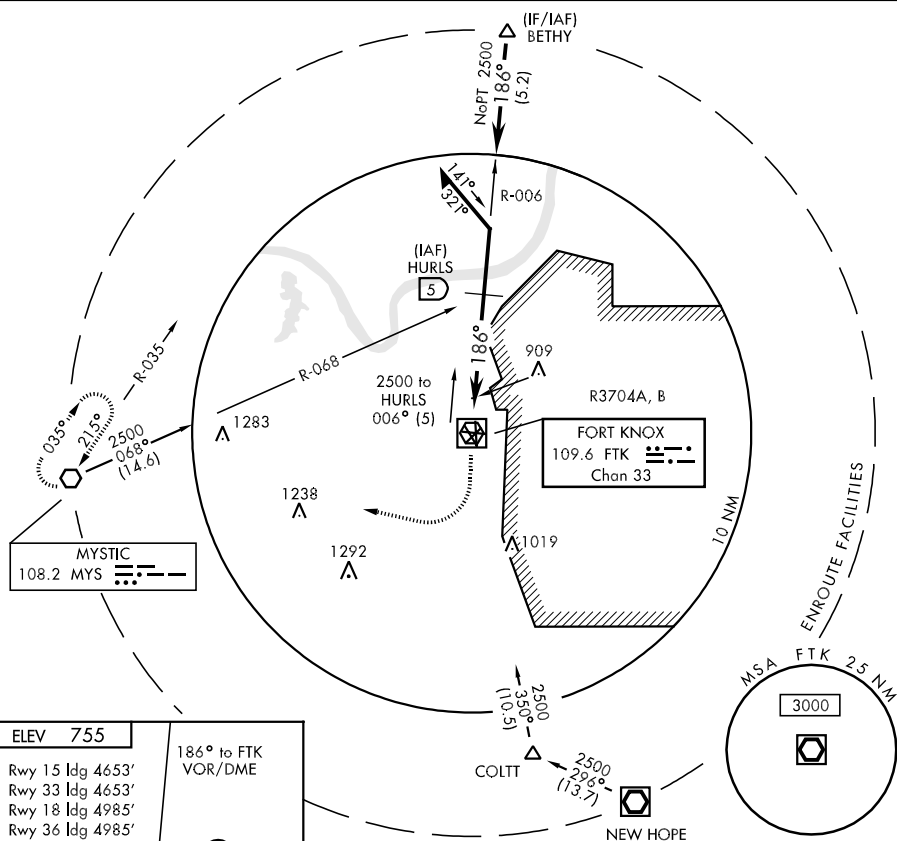 (IF/IAF)
BETHY
NoPT 2500
186°
(5.2)
141°
321°
R-006
(IAF)
HURLS
5
R-035
R-068
186°
909
2500 to
HURLS
006° (5)
R3704A, B
035°
215°
2500
068°
(14.6)
1283
FORT KNOX
109.6 FTK
Chan 33
1238
MYSTIC
108.2 MYS
1292
1019
10 NM
ENROUTE FACILITIES
MSA FTK 25 NM
3000
2500
350°
(10.5)
COLTT
2500
296°
(13.7)
NEW HOPE
ELEV 755
Rwy 15 ldg 4653'
Rwy 33 ldg 4653'
Rwy 18 ldg 4985'
Rwy 36 ldg 4985'
186° to FTK
VOR/DME